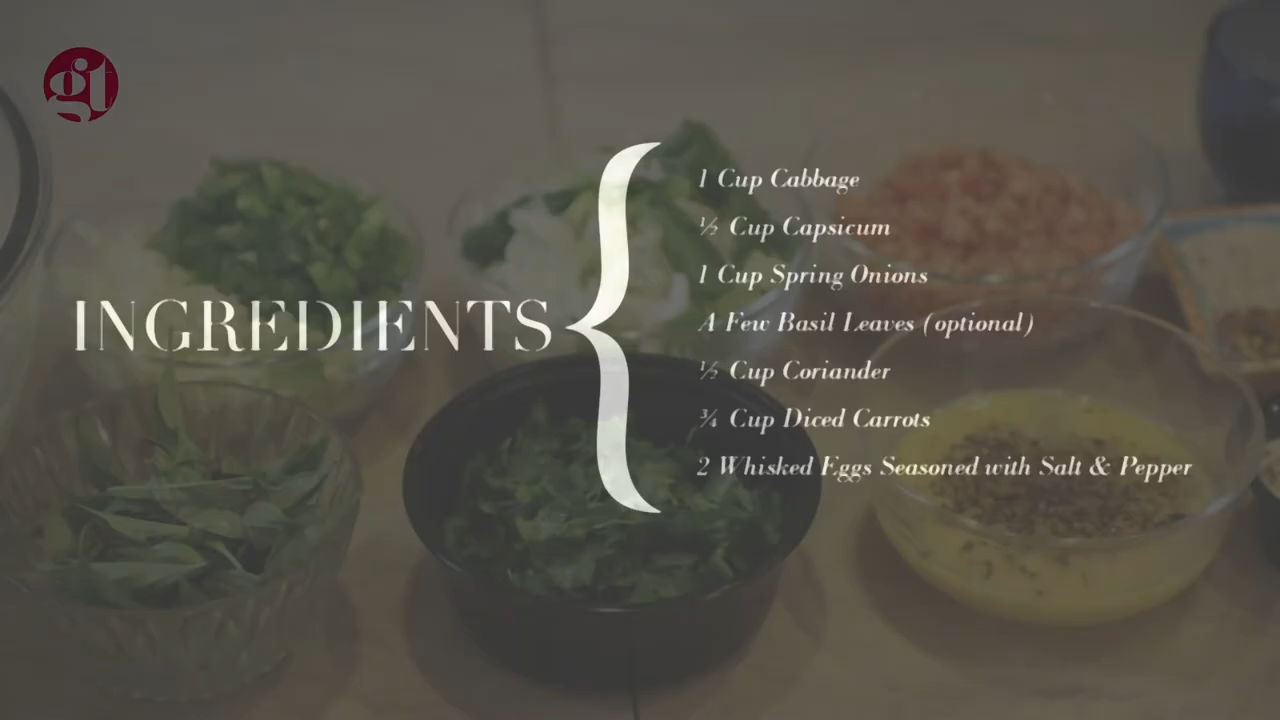 gt
INGREDIENTS
1 Cup Cabbage
½ Cup Capsicum
1 Cup Spring Onions
A Few Basil Leaves (optional)
½ Cup Coriander
¾ Cup Diced Carrots
2 Whisked Eggs Seasoned with Salt & Pepper